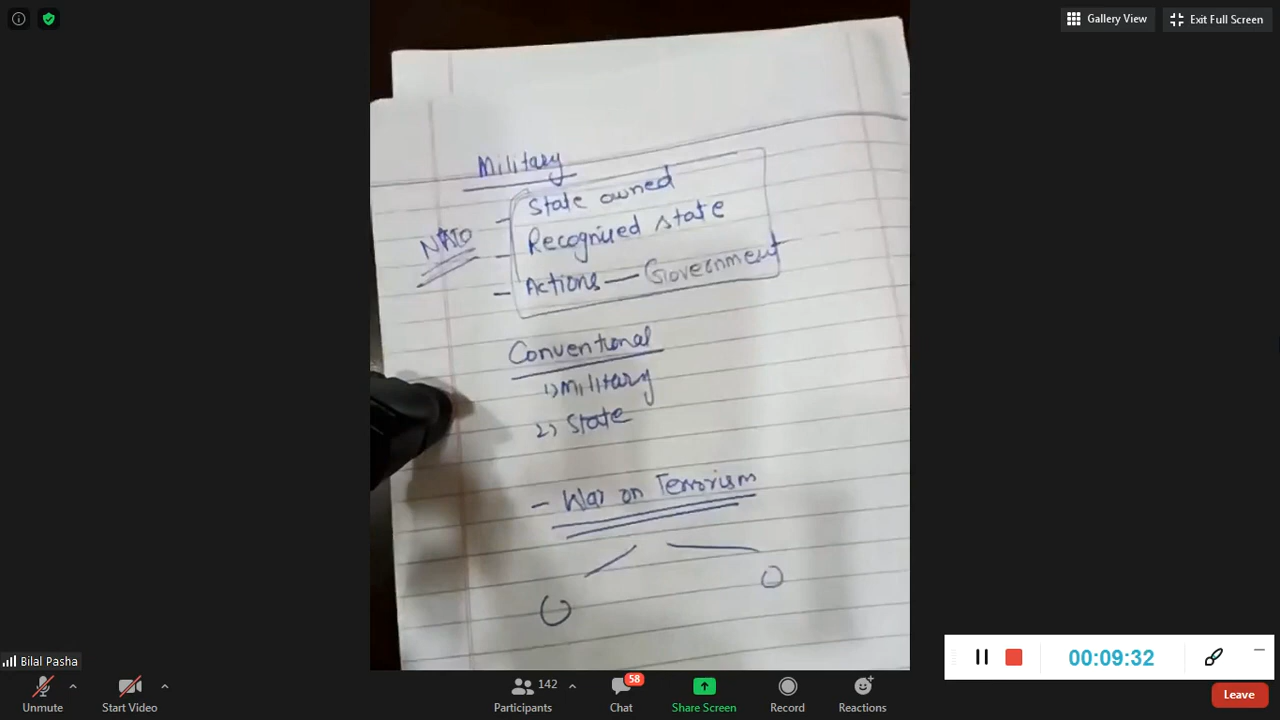 Gallery View
Exit Full Screen
Military
- State owned
NATO
- Recognised state
- Actions — Government
Conventional
1) Military
2) State
- War on Terrorism
Bilal Pasha
00:09:32
Unmute
Start Video
142
Participants
58
Chat
Share Screen
Record
Reactions
Leave